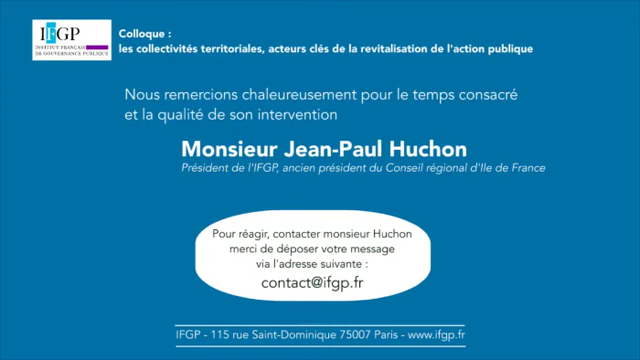 IFGP
INSTITUT FRANÇAIS
DE GOUVERNANCE PUBLIQUE
Colloque :
les collectivités territoriales, acteurs clés de la revitalisation de l'action publique
Nous remercions chaleureusement pour le temps consacré
et la qualité de son intervention
Monsieur Jean-Paul Huchon
Président de l'IFGP, ancien président du Conseil régional d'Ile de France
Pour réagir, contacter monsieur Huchon
merci de déposer votre message
via l'adresse suivante :
contact@ifgp.fr
IFGP - 115 rue Saint-Dominique 75007 Paris - www.ifgp.fr